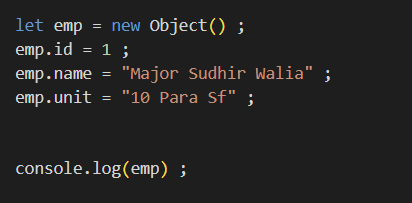 let emp = new Object() ;
emp.id = 1 ;
emp.name = "Major Sudhir Walia" ;
emp.unit = "10 Para Sf" ;
console.log(emp) ;